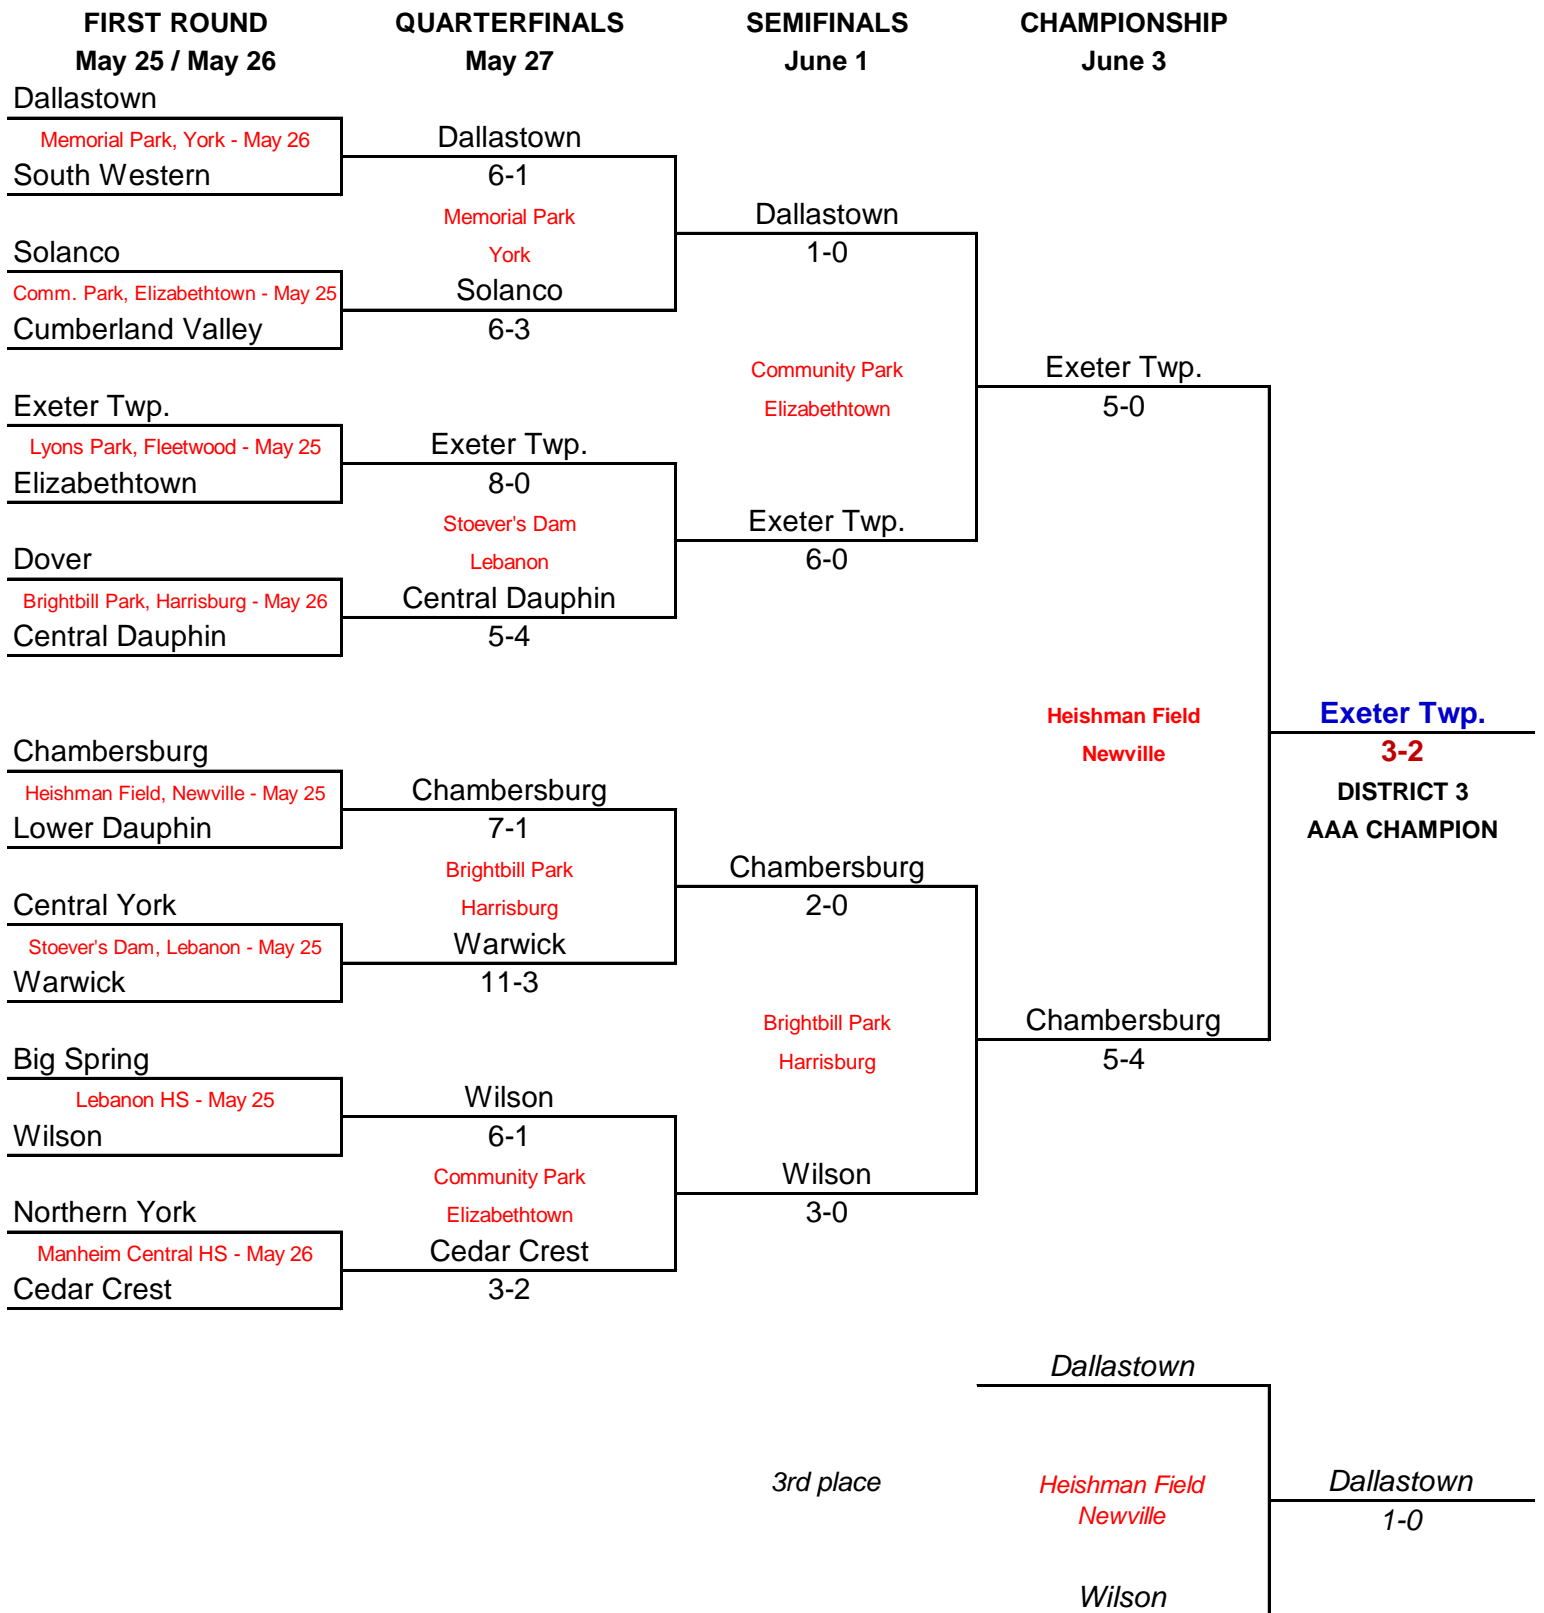 FIRST ROUND
May 25 / May 26
QUARTERFINALS
May 27
SEMIFINALS
June 1
CHAMPIONSHIP
June 3
Dallastown
Memorial Park, York - May 26
South Western
Solanco
Comm. Park, Elizabethtown - May 25
Cumberland Valley
Exeter Twp.
Lyons Park, Fleetwood - May 25
Elizabethtown
Dover
Brightbill Park, Harrisburg - May 26
Central Dauphin
Chambersburg
Heishman Field, Newville - May 25
Lower Dauphin
Central York
Stoever's Dam, Lebanon - May 25
Warwick
Big Spring
Lebanon HS - May 25
Wilson
Northern York
Manheim Central HS - May 26
Cedar Crest
Dallastown
6-1
Memorial Park
York
Solanco
6-3
Exeter Twp.
8-0
Stoever's Dam
Lebanon
Central Dauphin
5-4
Chambersburg
7-1
Brightbill Park
Harrisburg
Warwick
11-3
Wilson
6-1
Community Park
Elizabethtown
Cedar Crest
3-2
Dallastown
1-0
Community Park
Elizabethtown
Exeter Twp.
6-0
Chambersburg
2-0
Brightbill Park
Harrisburg
Wilson
3-0
Exeter Twp.
5-0
Heishman Field
Newville
Chambersburg
5-4
Exeter Twp.
3-2
DISTRICT 3
AAA CHAMPION
3rd place
Dallastown
Heishman Field
Newville
Wilson
Dallastown
1-0